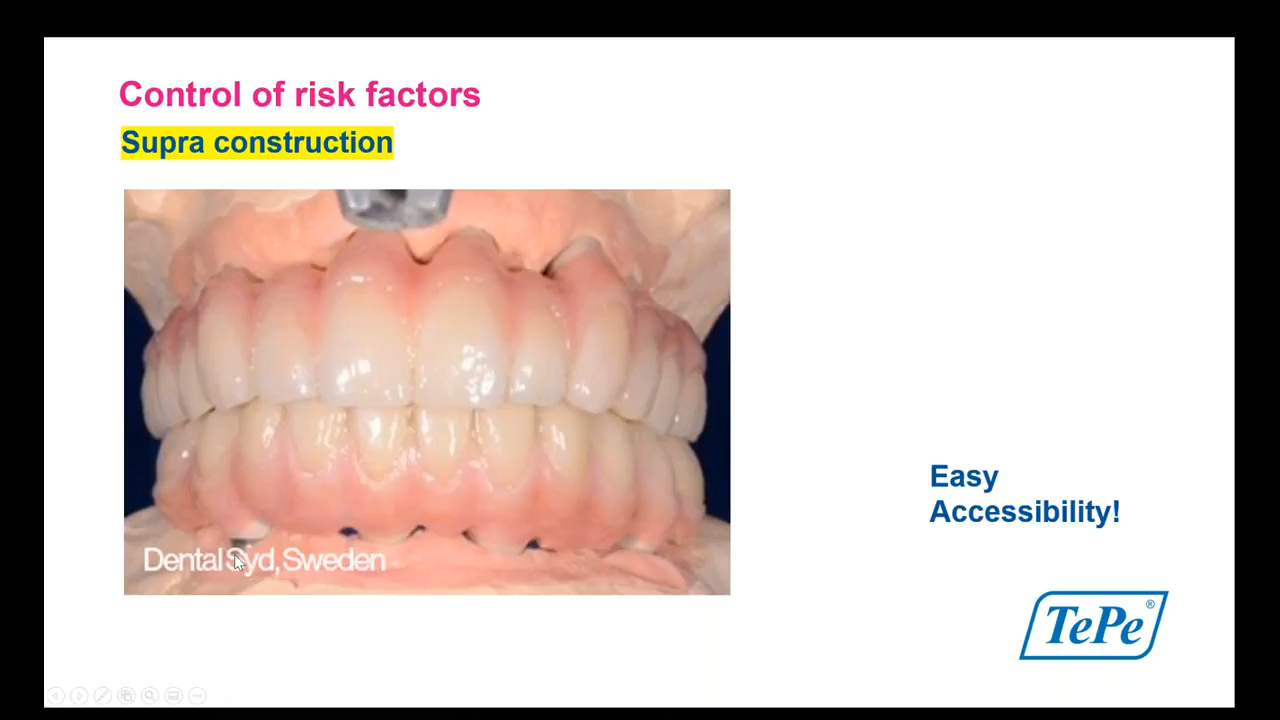 Control of risk factors
Supra construction
Dental Syd, Sweden
Easy
Accessibility!
TePe®